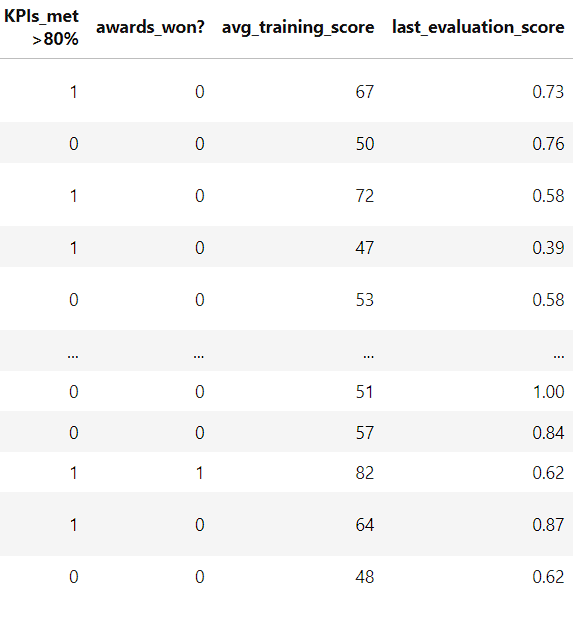 KPIs_met >80% awards_won? avg_training_score last_evaluation_score
1 0 67 0.73
0 0 50 0.76
1 0 72 0.58
1 0 47 0.39
0 0 53 0.58
... ... ... ...
0 0 51 1.00
0 0 57 0.84
1 1 82 0.62
1 0 64 0.87
0 0 48 0.62